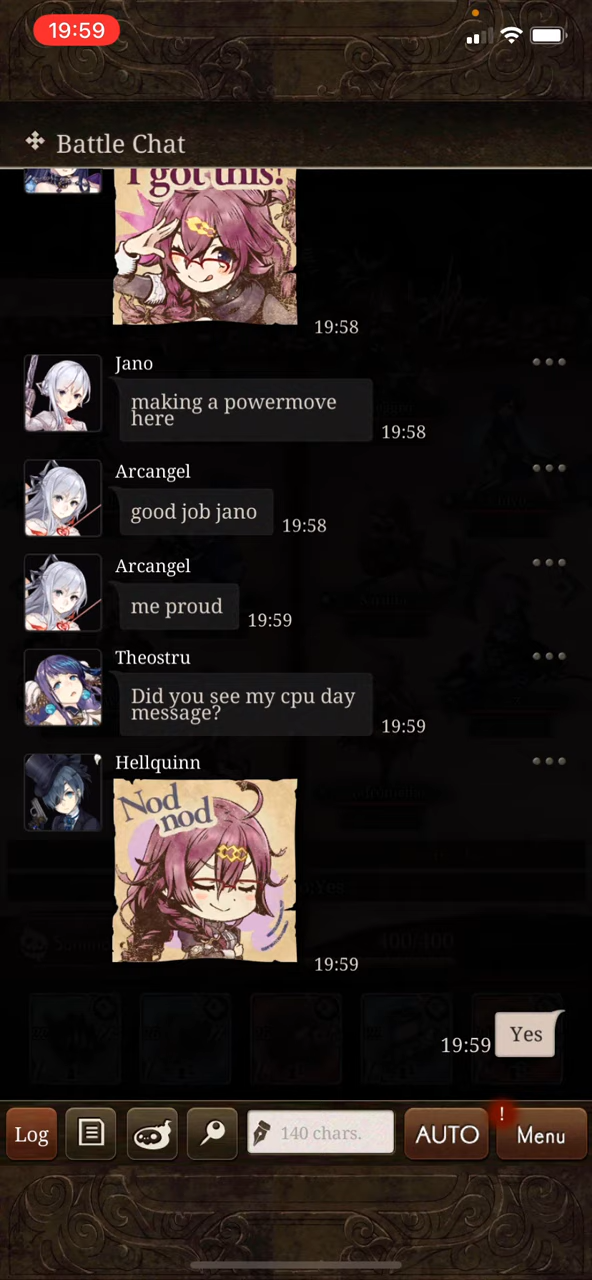 19:59
Battle Chat
I got this!
19:58
Jano
making a powermove
here
19:58
Arcangel
good job jano
19:58
Arcangel
me proud
19:59
Theostru
Did you see my cpu day
message?
19:59
Hellquinn
Nod
nod
19:59
19:59 Yes
Log
140 chars.
AUTO
! Menu